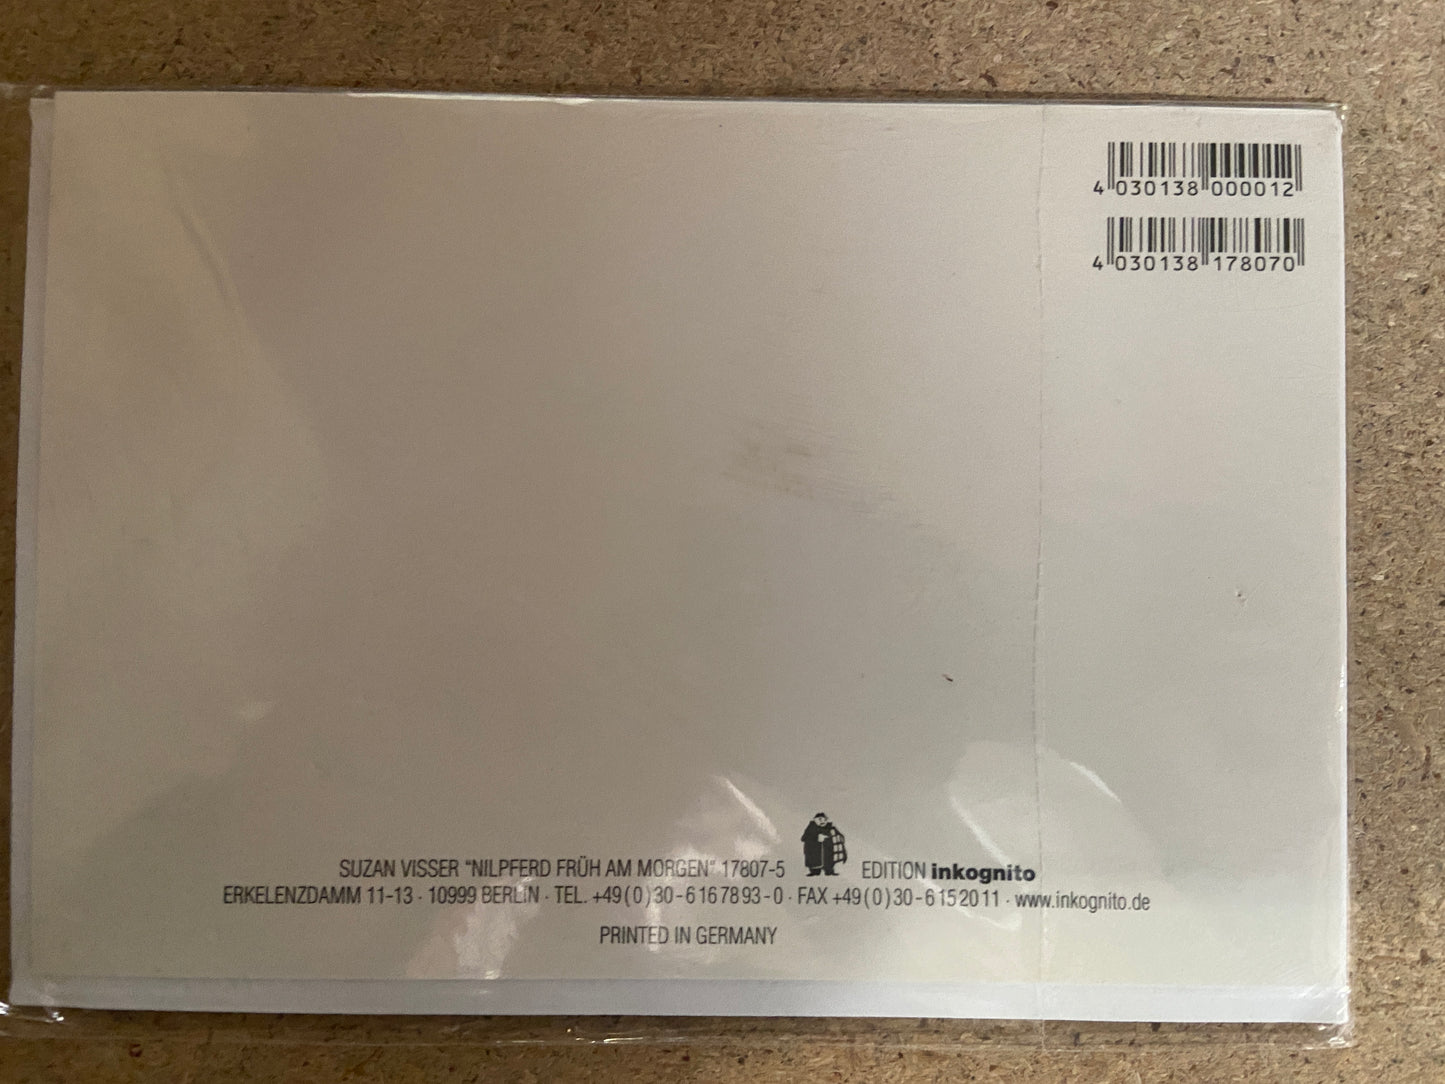 4 030138 000012
4 030138 178070
SUZAN VISSER "NILPFERD FRÜH AM MORGEN" 17807-5 EDITION inkognito
ERKELENZDAMM 11-13 · 10999 BERLIN · TEL. +49(0)30-6167893-0 · FAX +49(0)30-6152011 · www.inkognito.de
PRINTED IN GERMANY